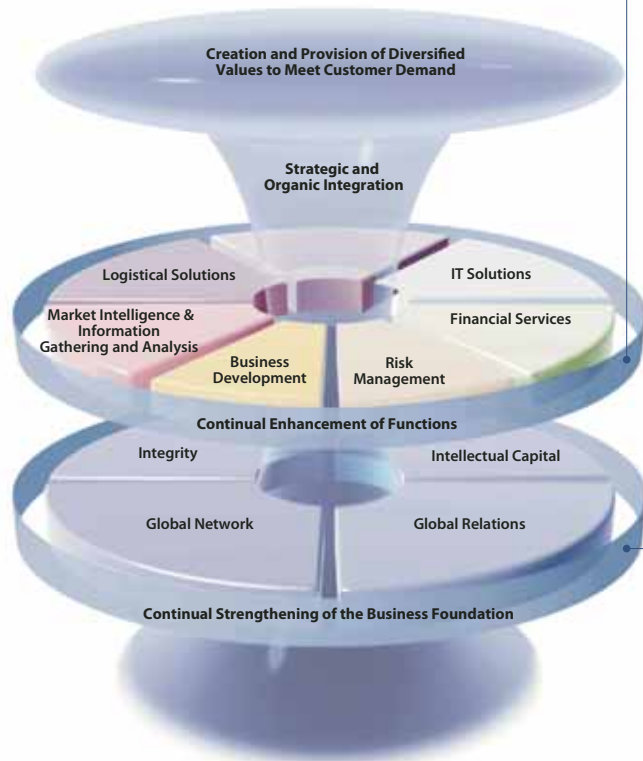 Creation and Provision of Diversified
Values to Meet Customer Demand
Strategic and
Organic Integration
Logistical Solutions
IT Solutions
Market Intelligence &
Information
Gathering and Analysis
Financial Services
Business
Development
Risk
Management
Continual Enhancement of Functions
Integrity
Intellectual Capital
Global Network
Global Relations
Continual Strengthening of the Business Foundation